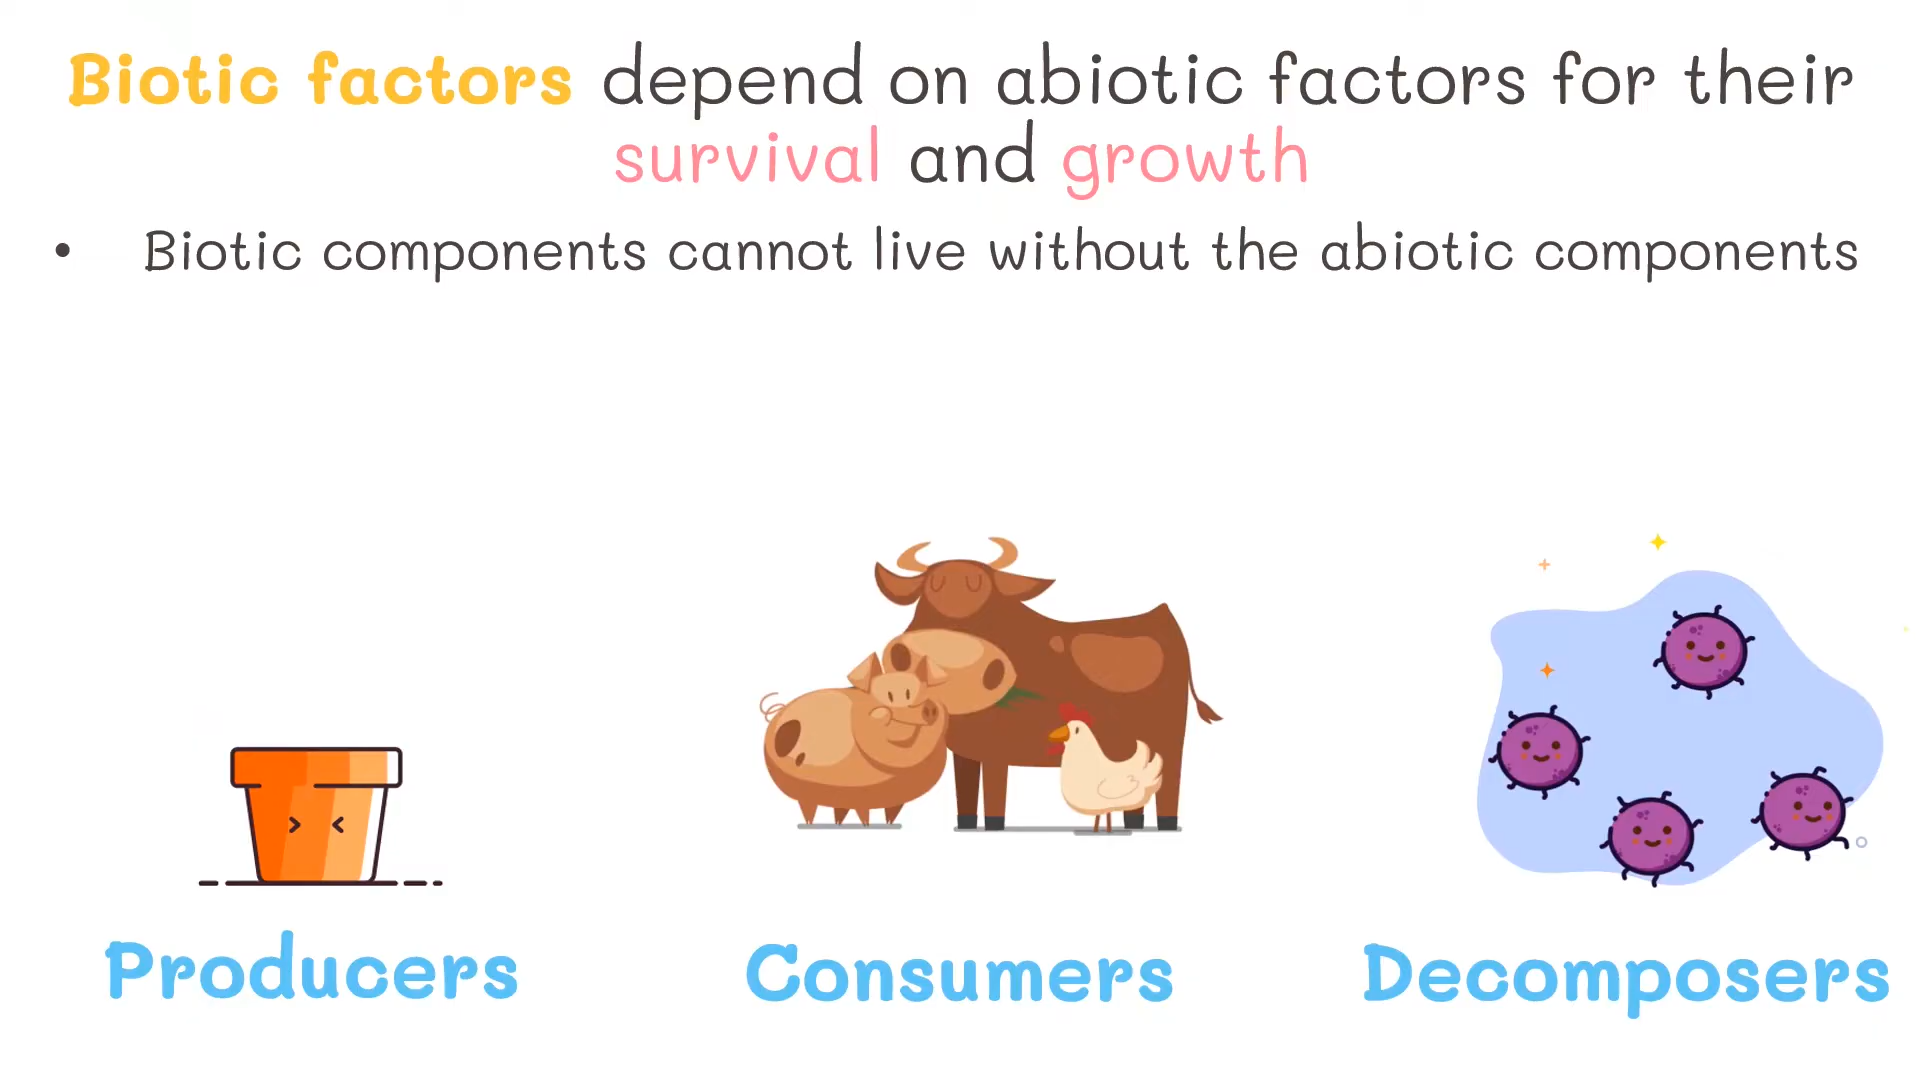 Biotic factors depend on abiotic factors for their
survival and growth
• Biotic components cannot live without the abiotic components
Producers
Consumers
Decomposers